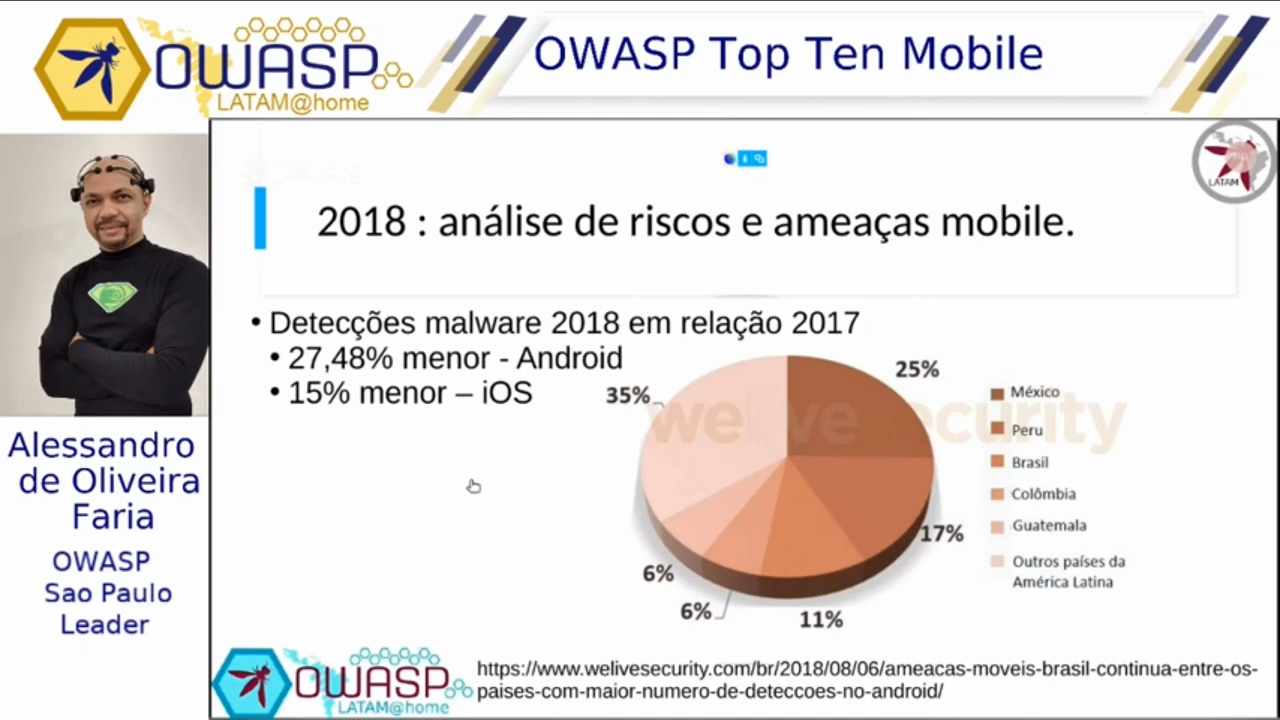 OWASP
LATAM@home
OWASP Top Ten Mobile
LATAM
2018 : análise de riscos e ameaças mobile.
• Detecções malware 2018 em relação 2017
• 27,48% menor - Android
• 15% menor – iOS
welivesecurity
35%
25%
17%
11%
6%
6%
México
Peru
Brasil
Colômbia
Guatemala
Outros países da
América Latina
Alessandro
de Oliveira
Faria
OWASP
Sao Paulo
Leader
OWASP
LATAM@home
https://www.welivesecurity.com/br/2018/08/06/ameacas-moveis-brasil-continua-entre-os-
paises-com-maior-numero-de-deteccoes-no-android/